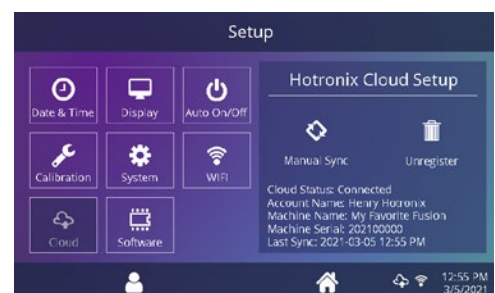 Setup
Date & Time
Display
Auto On/Off
Calibration
System
WIFI
Cloud
Software
Hotronix Cloud Setup
Manual Sync
Unregister
Cloud Status: Connected
Account Name: Henry Hotronix
Machine Name: My Favorite Fusion
Machine Serial: 202100000
Last Sync: 2021-03-05 12:55 PM
12:55 PM
3/5/2021